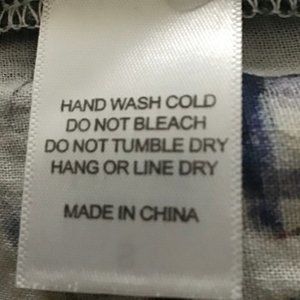 HAND WASH COLD
DO NOT BLEACH
DO NOT TUMBLE DRY
HANG OR LINE DRY
MADE IN CHINA